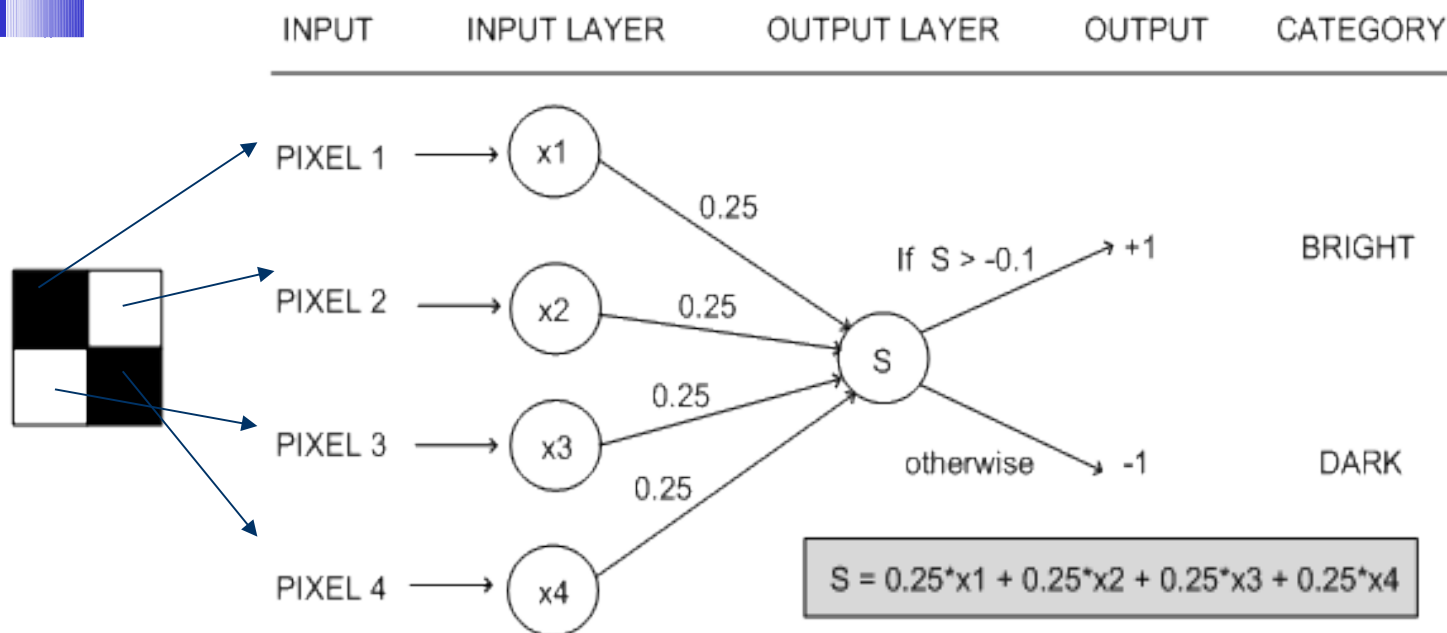 INPUT INPUT LAYER OUTPUT LAYER OUTPUT CATEGORY
PIXEL 1 x1
0.25
If S > -0.1 +1 BRIGHT
PIXEL 2 x2 0.25
S
0.25
PIXEL 3 x3
otherwise -1 DARK
0.25
PIXEL 4 x4
S = 0.25*x1 + 0.25*x2 + 0.25*x3 + 0.25*x4